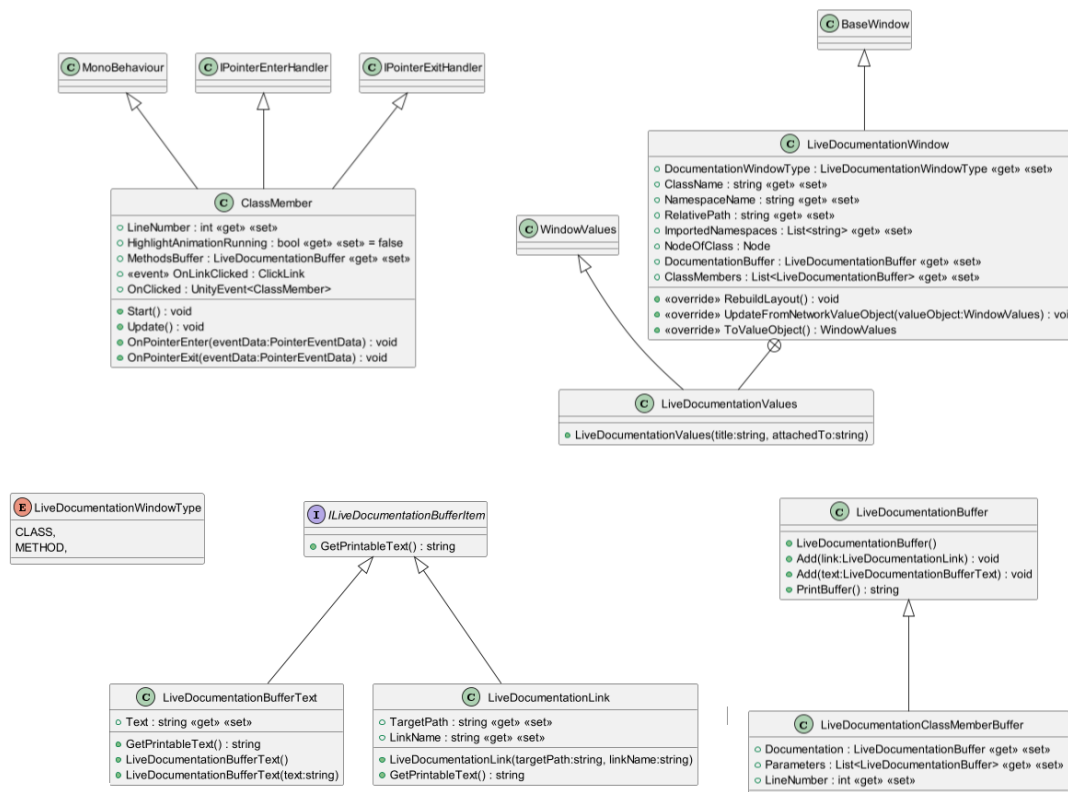 C BaseWindow
C MonoBehaviour
C IPointerEnterHandler
C IPointerExitHandler
C LiveDocumentationWindow
DocumentationWindowType : LiveDocumentationWindowType «get» «set»
ClassName : string «get» «set»
NamespaceName : string «get» «set»
RelativePath : string «get» «set»
ImportedNamespaces : List<string> «get» «set»
NodeOfClass : Node
DocumentationBuffer : LiveDocumentationBuffer «get» «set»
ClassMembers : List<LiveDocumentationBuffer> «get» «set»
«override» RebuildLayout() : void
«override» UpdateFromNetworkValueObject(valueObject:WindowValues) : voi
«override» ToValueObject() : WindowValues
C ClassMember
LineNumber : int «get» «set»
HighlightAnimationRunning : bool «get» «set» = false
MethodsBuffer : LiveDocumentationBuffer «get» «set»
«event» OnLinkClicked : ClickLink
OnClicked : UnityEvent<ClassMember>
Start() : void
Update() : void
OnPointerEnter(eventData:PointerEventData) : void
OnPointerExit(eventData:PointerEventData) : void
C WindowValues
C LiveDocumentationValues
LiveDocumentationValues(title:string, attachedTo:string)
E LiveDocumentationWindowType
CLASS,
METHOD,
I ILiveDocumentationBufferItem
GetPrintableText() : string
C LiveDocumentationBuffer
LiveDocumentationBuffer()
Add(link:LiveDocumentationLink) : void
Add(text:LiveDocumentationBufferText) : void
PrintBuffer() : string
C LiveDocumentationBufferText
Text : string «get» «set»
GetPrintableText() : string
LiveDocumentationBufferText()
LiveDocumentationBufferText(text:string)
C LiveDocumentationLink
TargetPath : string «get» «set»
LinkName : string «get» «set»
LiveDocumentationLink(targetPath:string, linkName:string)
GetPrintableText() : string
C LiveDocumentationClassMemberBuffer
Documentation : LiveDocumentationBuffer «get» «set»
Parameters : List<LiveDocumentationBuffer> «get» «set»
LineNumber : int «get» «set»